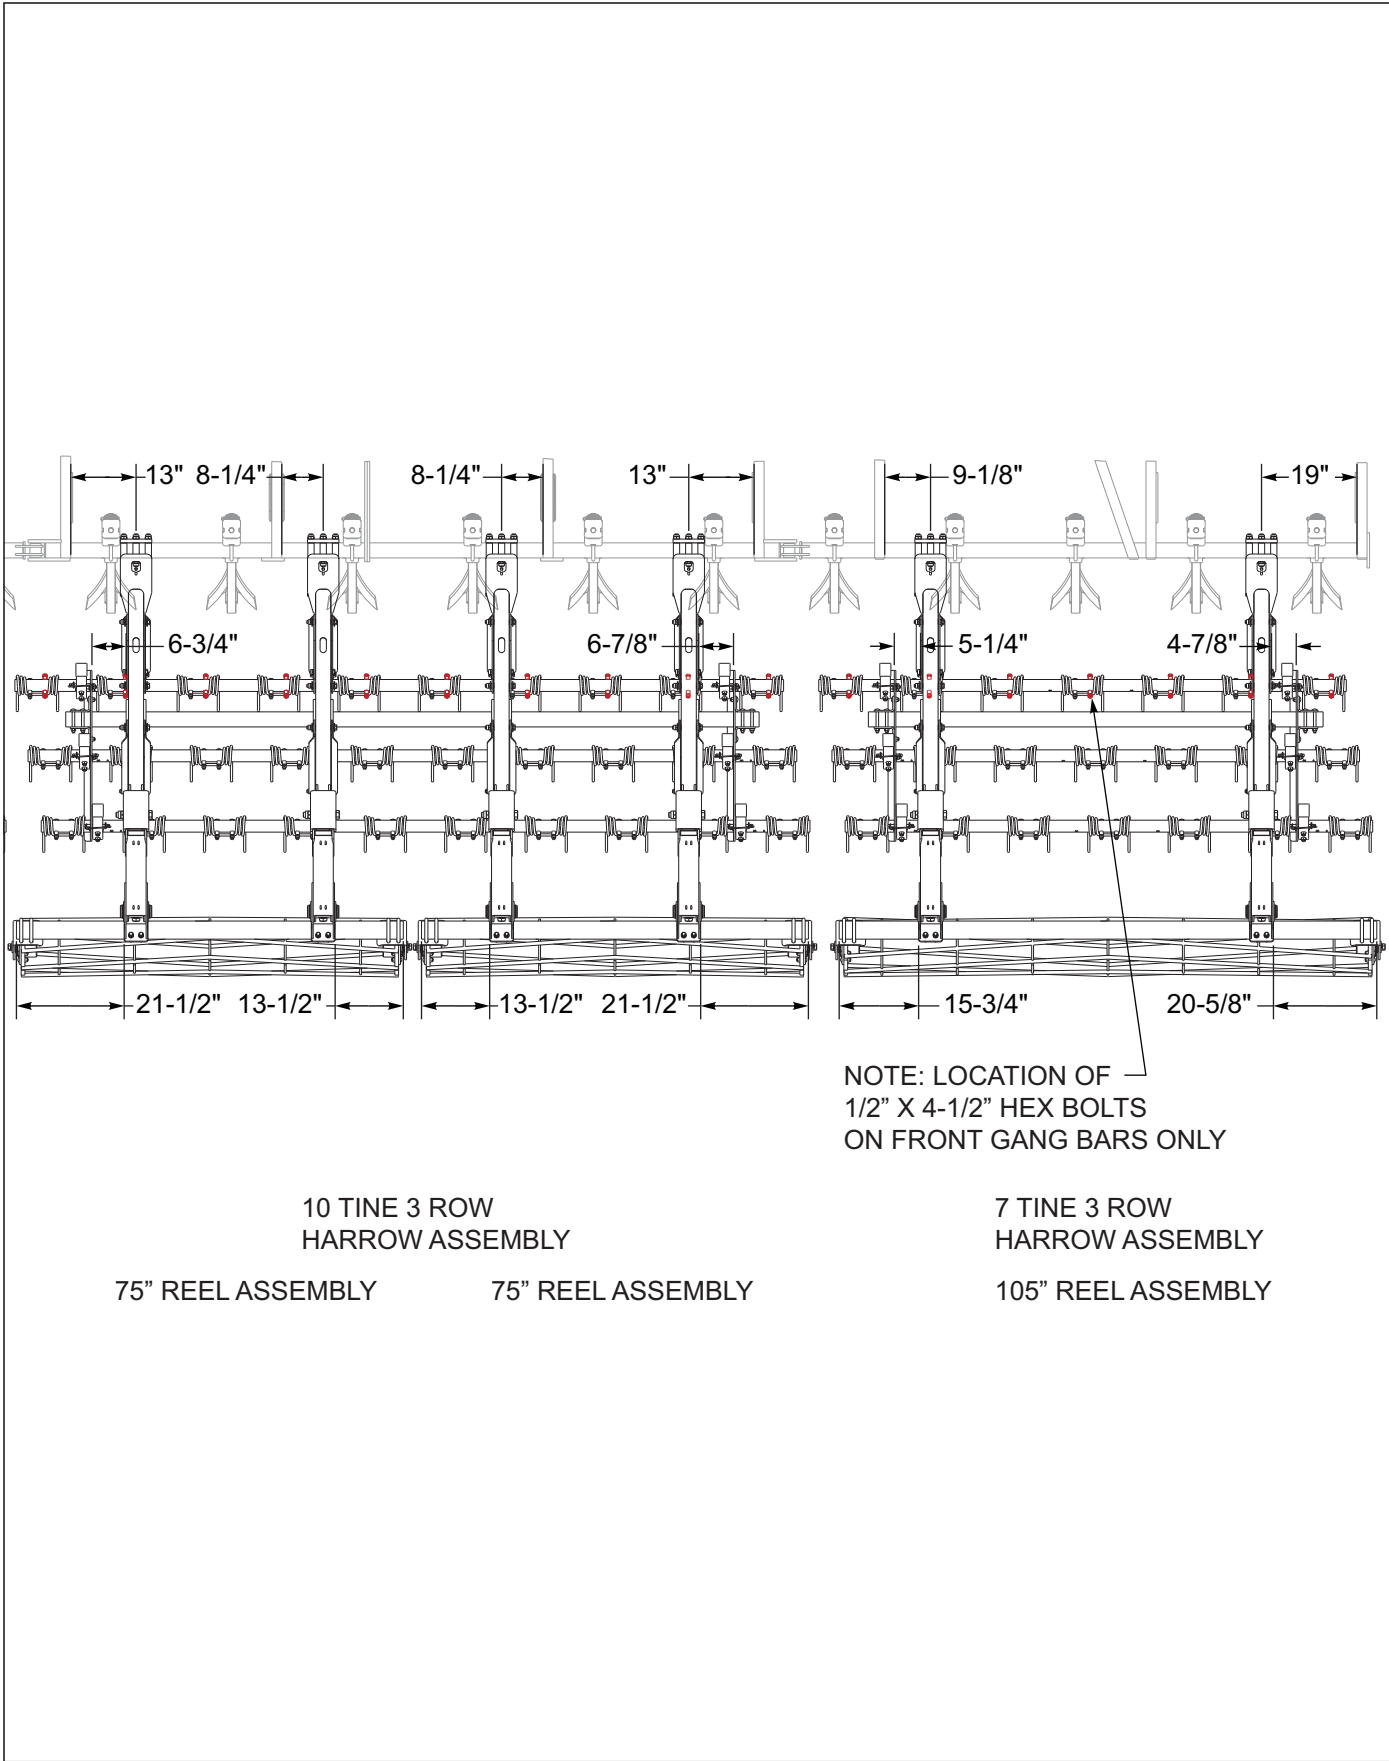 13" 8-1/4" 8-1/4" 13" 9-1/8" 19"
6-3/4" 6-7/8" 5-1/4" 4-7/8"
21-1/2" 13-1/2" 13-1/2" 21-1/2" 15-3/4" 20-5/8"
NOTE: LOCATION OF
1/2” X 4-1/2” HEX BOLTS
ON FRONT GANG BARS ONLY
10 TINE 3 ROW
HARROW ASSEMBLY
7 TINE 3 ROW
HARROW ASSEMBLY
75” REEL ASSEMBLY
75” REEL ASSEMBLY
105” REEL ASSEMBLY